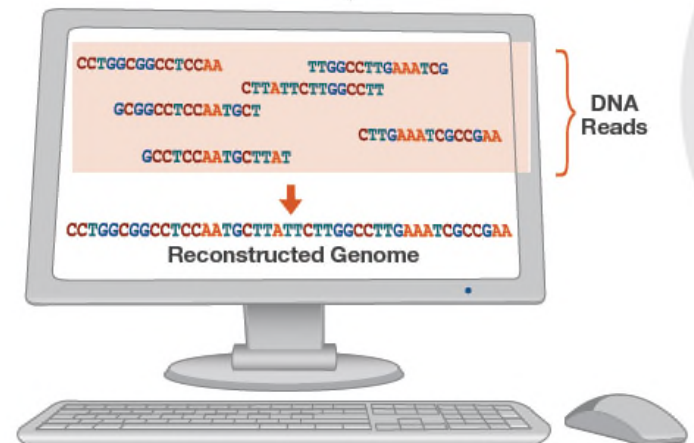 CCTGGCGGCCTCCAA
TTGGCCTTGAAATCG
CTTATTCTTGGCCTT
GCGGCCTCCAATGCT
CTTGAAATCGCCGAA
GCCTCCAATGCTTAT
DNA
Reads
CCTGGCGGCCTCCAATGCTTATTCTTGGCCTTGAAATCGCCGAA
Reconstructed Genome